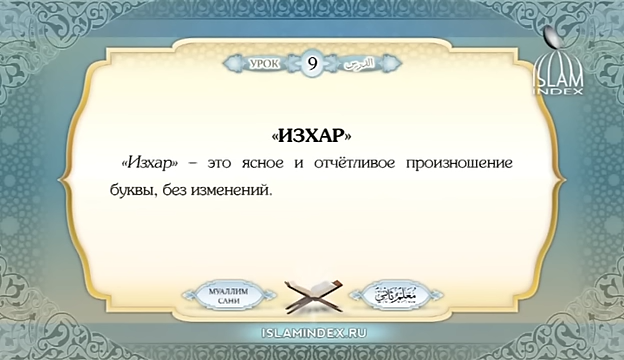 УРОК 9 الدرس
ISLAM
INDEX
«ИЗХАР»
«Изхар» – это ясное и отчётливое произношение
буквы, без изменений.
МУАЛЛИМ
САНИ
معلم ثاني
ISLAMINDEX.RU